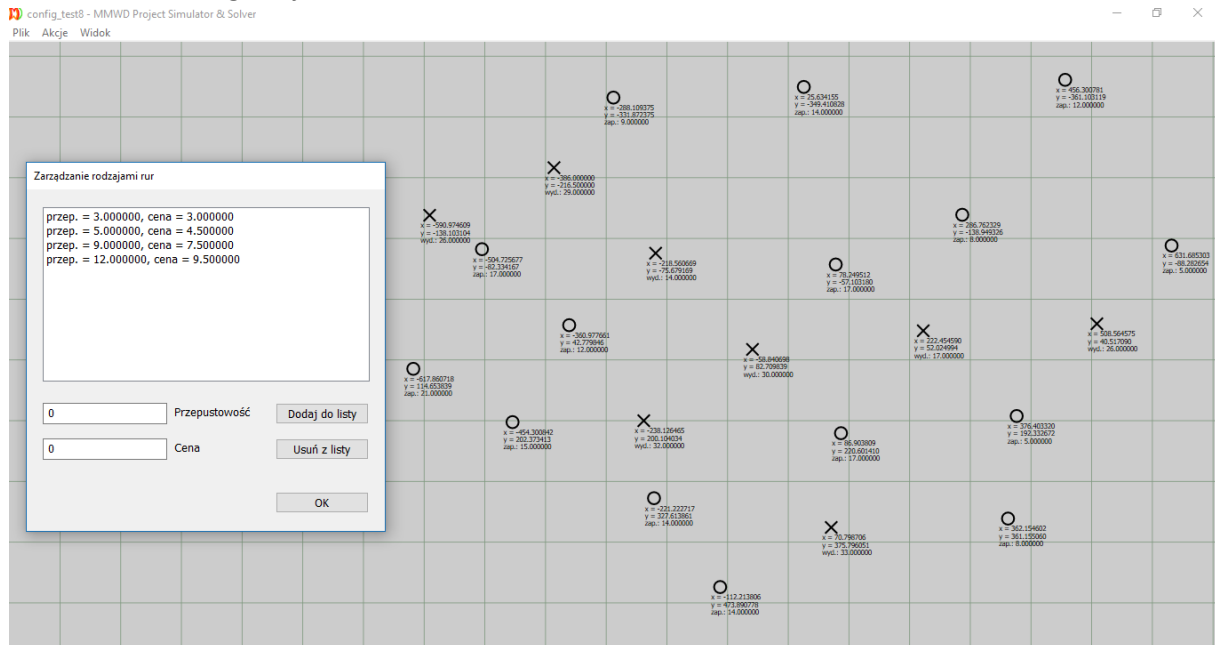 config_test8 - MMWD Project Simulator & Solver
Plik Akcje Widok
Zarządzanie rodzajami rur
przep. = 3.000000, cena = 3.000000
przep. = 5.000000, cena = 4.500000
przep. = 9.000000, cena = 7.500000
przep. = 12.000000, cena = 9.500000
0 Przepustowość Dodaj do listy
0 Cena Usuń z listy
OK
x = -288.109375
y = -331.872375
zap.: 9.000000
x = 25.634155
y = -349.410828
zap.: 14.000000
x = 456.300781
y = -361.103119
zap.: 12.000000
x = -386.000000
y = -216.500000
wyd.: 29.000000
x = -590.974609
y = -138.103104
wyd.: 26.000000
x = -504.725677
y = -82.334167
zap.: 17.000000
x = -218.560669
y = -75.679169
wyd.: 14.000000
x = 78.249512
y = -57.103180
zap.: 17.000000
x = 286.762329
y = -138.949326
zap.: 8.000000
x = 631.685303
y = -88.282654
zap.: 5.000000
x = -360.977661
y = 42.779846
zap.: 12.000000
x = -58.840698
y = 82.709839
wyd.: 30.000000
x = 222.454590
y = 52.024994
wyd.: 17.000000
x = 508.564575
y = 40.517090
wyd.: 26.000000
x = -617.860718
y = 114.653839
zap.: 21.000000
x = -454.300842
y = 202.373413
zap.: 15.000000
x = -238.126465
y = 200.104034
wyd.: 32.000000
x = 86.903809
y = 220.601410
zap.: 17.000000
x = 376.403320
y = 192.332672
zap.: 5.000000
x = -221.222717
y = 327.613861
zap.: 14.000000
x = 70.798706
y = 375.796051
wyd.: 33.000000
x = 362.154602
y = 361.155060
zap.: 8.000000
x = -112.213806
y = 473.890778
zap.: 14.000000